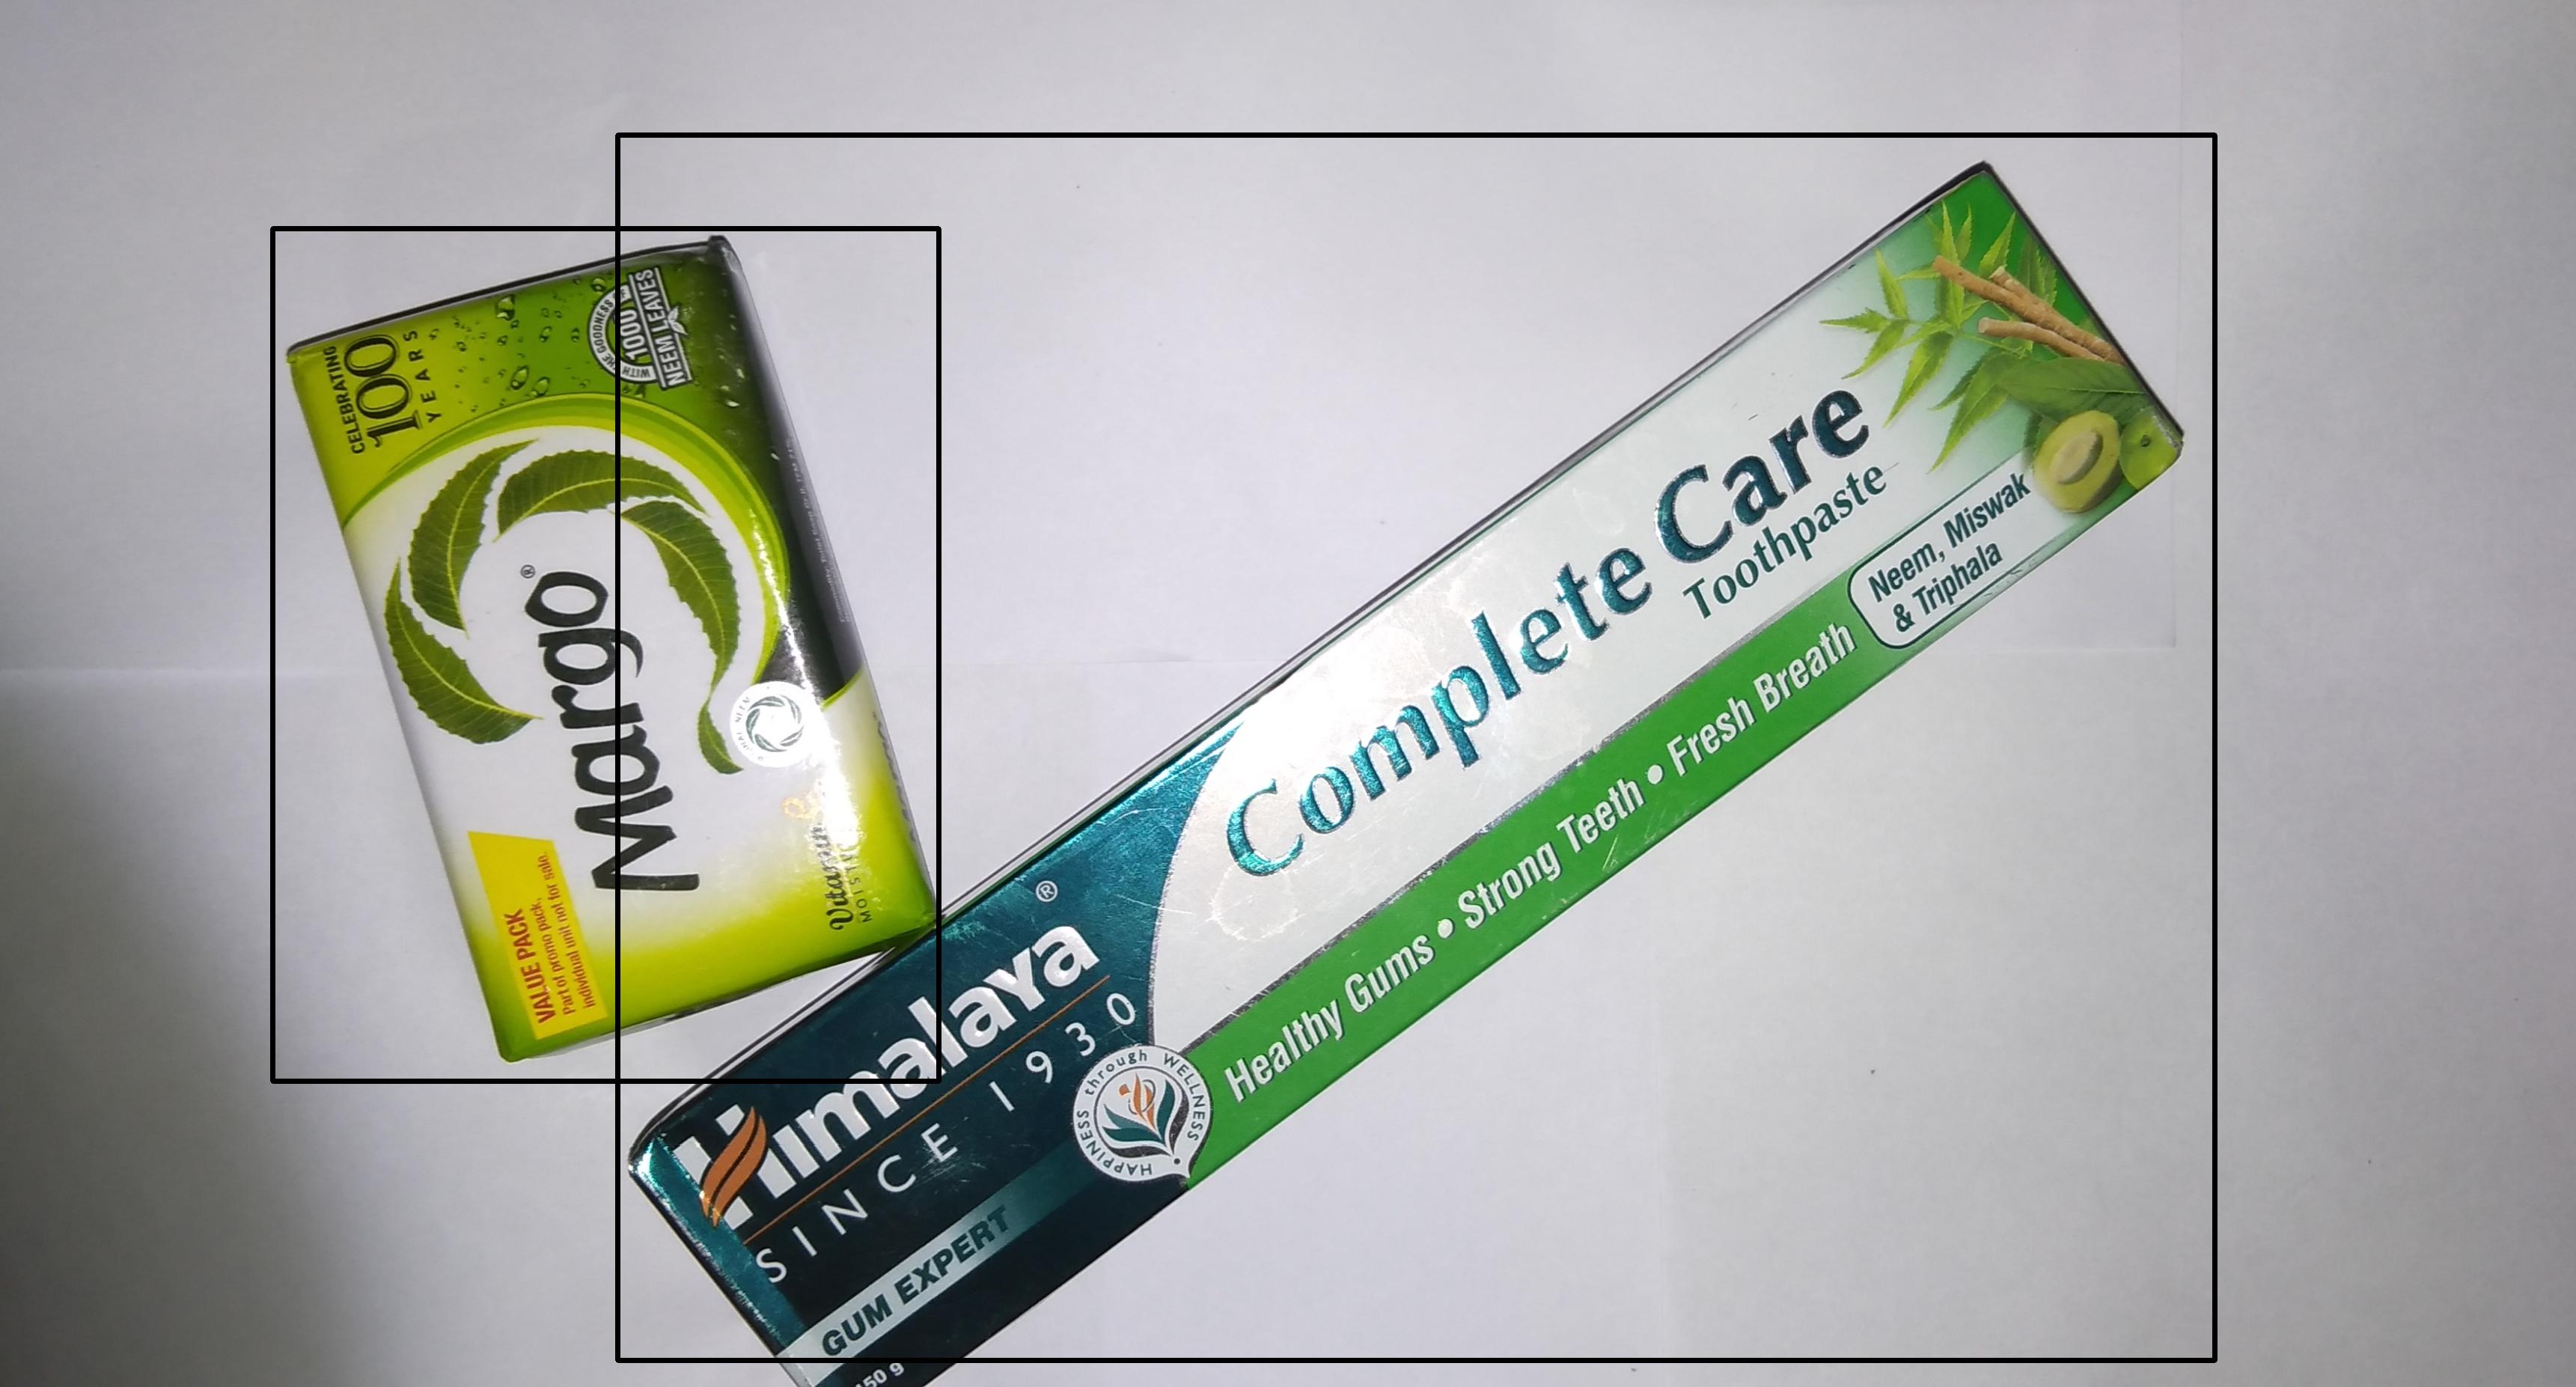 CELEBRATING
100
YEARS
WITH THE GOODNESS OF
1000
NEEM LEAVES
Margo®
VALUE PACK
Part of promo pack,
individual unit not for sale.
Vitamin
Himalaya®
SINCE 1930
GUM EXPERT
150 g
HAPPINESS through WELLNESS
Complete Care
Toothpaste
Neem, Miswak
& Triphala
Healthy Gums • Strong Teeth • Fresh Breath